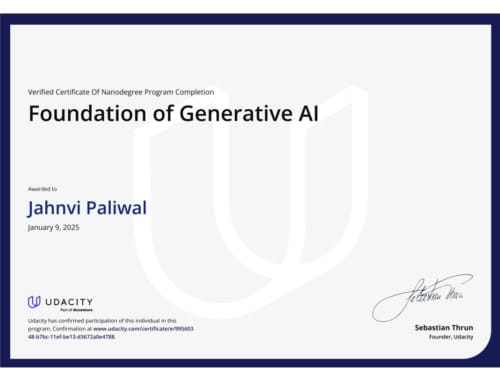 Verified Certificate Of Nanodegree Program Completion
Foundation of Generative AI
Awarded to
Jahnvi Paliwal
January 9, 2025
UDACITY
Part of Accenture
Udacity has confirmed participation of this individual in this
program. Confirmation at www.udacity.com/certificate/e/995603
48-b7bc-11ef-be13-d3672a0e4788.
Sebastian Thrun
Sebastian Thrun
Founder, Udacity